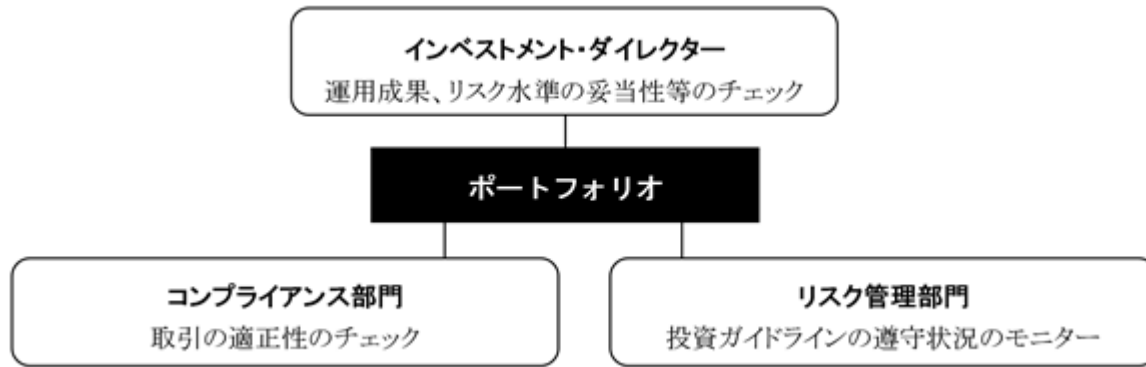 インベストメント・ダイレクター
運用成果、リスク水準の妥当性等のチェック
ポートフォリオ
コンプライアンス部門
取引の適正性のチェック
リスク管理部門
投資ガイドラインの遵守状況のモニター